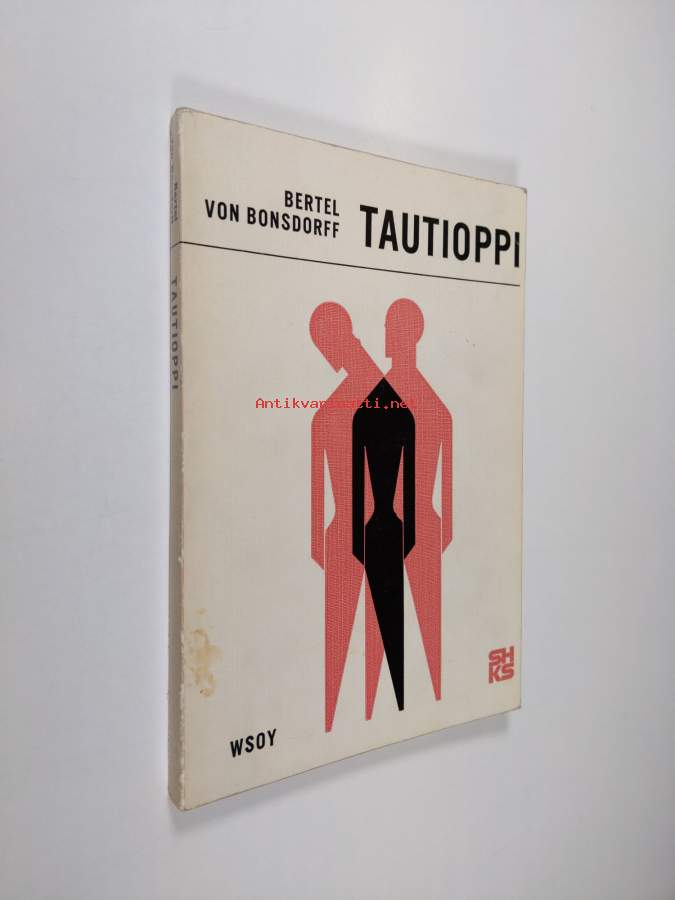 BERTEL
VON BONSDORFF
TAUTIOPPI
Antikvariaatti.net
SH
KS
WSOY
TAUTIOPPI